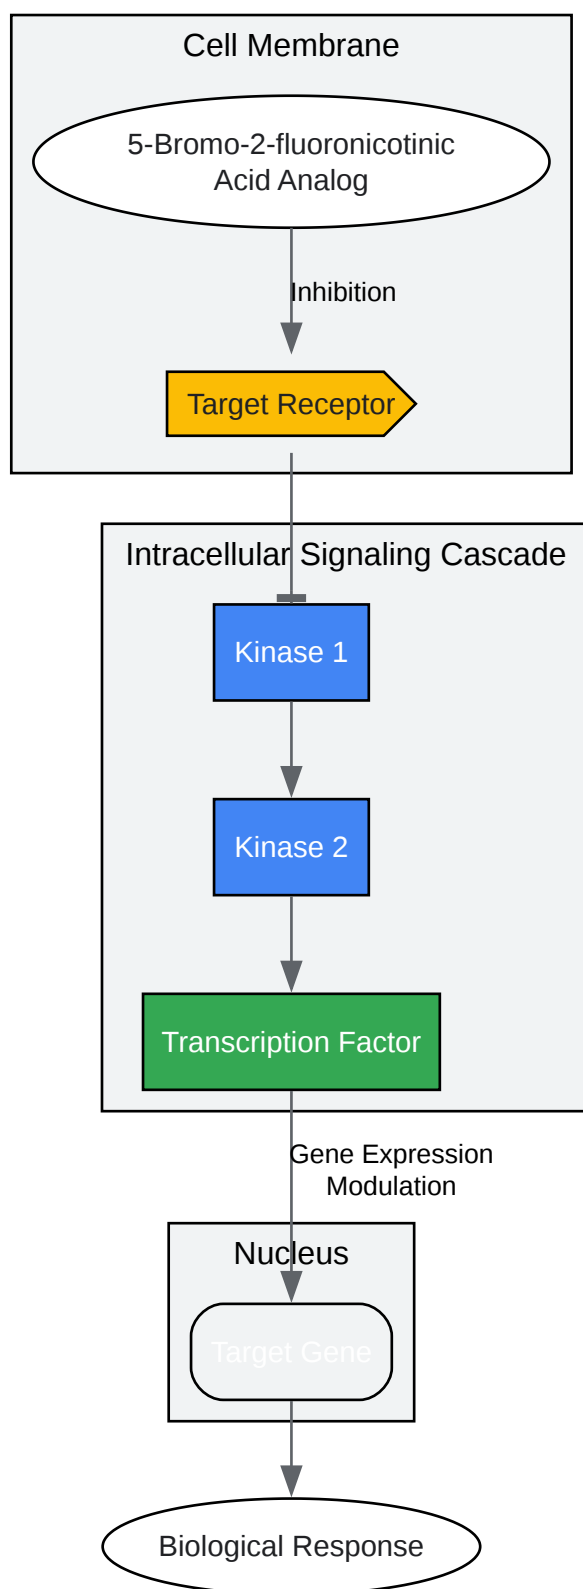 Cell Membrane
5-Bromo-2-fluoronicotinic
Acid Analog
Inhibition
Target Receptor
Intracellular Signaling Cascade
Kinase 1
Kinase 2
Transcription Factor
Gene Expression
Modulation
Nucleus
Target Gene
Biological Response